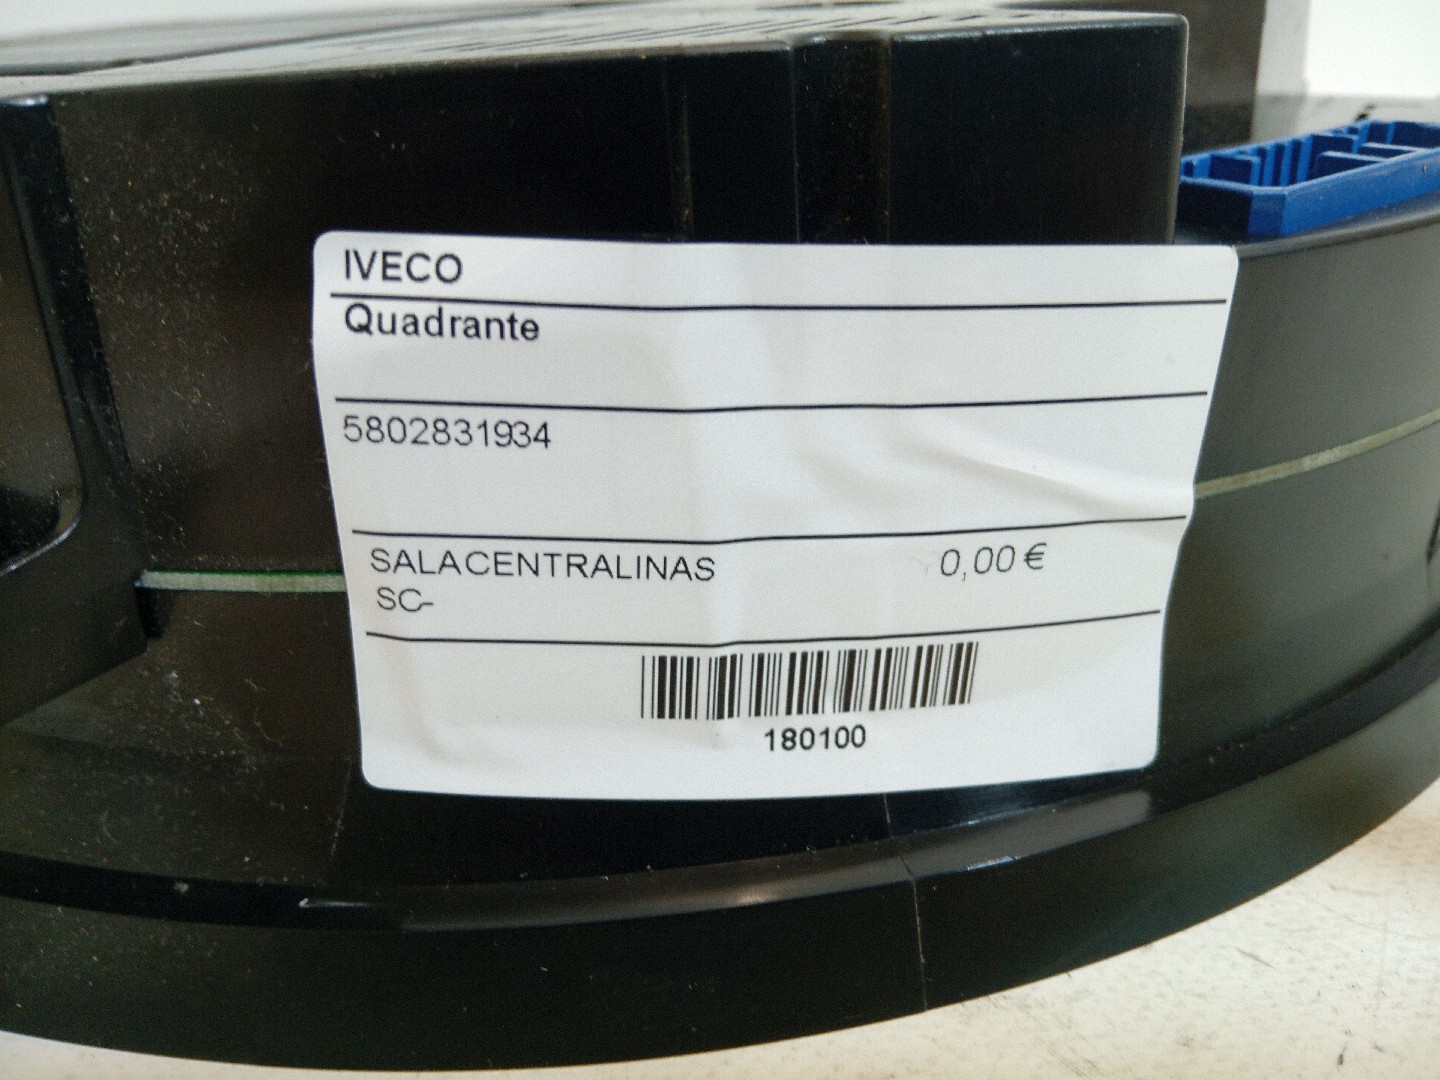 IVECO
Quadrante
5802831934
SALACENTRALINAS 0,00 €
SC-
180100